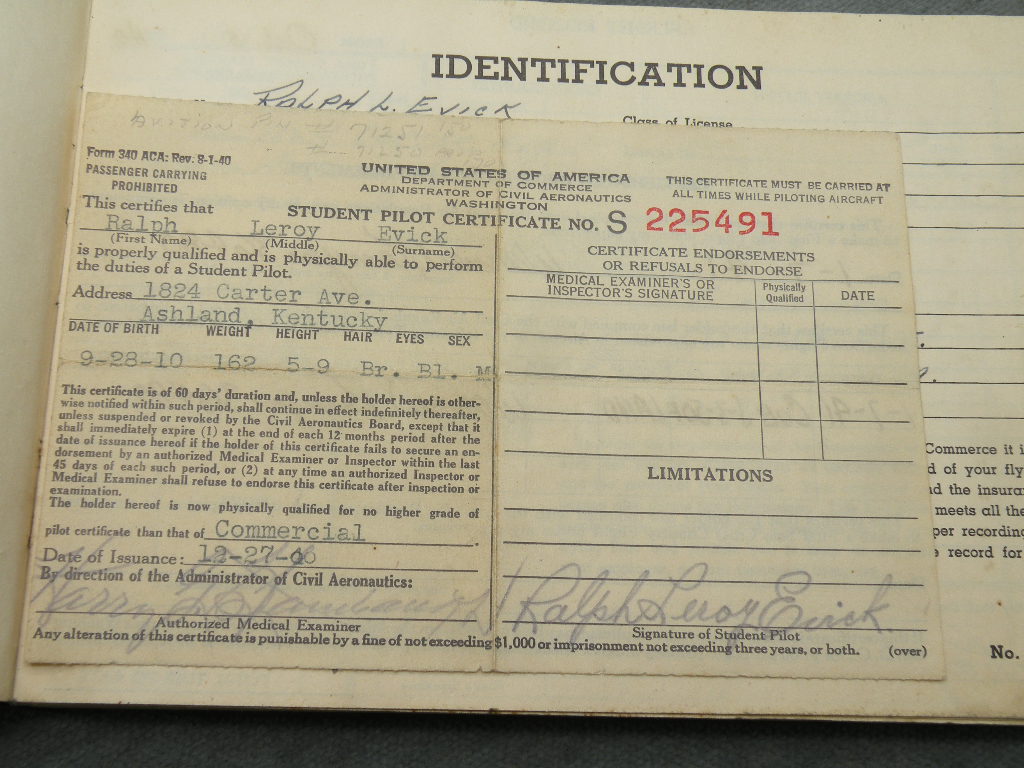 IDENTIFICATION
RALPH L. EVICK
Class of License
# 71251
# 71250
Form 340 ACA: Rev. 8-1-40
PASSENGER CARRYING
PROHIBITED
UNITED STATES OF AMERICA
DEPARTMENT OF COMMERCE
ADMINISTRATOR OF CIVIL AERONAUTICS
WASHINGTON
THIS CERTIFICATE MUST BE CARRIED AT
ALL TIMES WHILE PILOTING AIRCRAFT
STUDENT PILOT CERTIFICATE NO. S 225491
This certifies that
Ralph Leroy Evick
(First Name) (Middle) (Surname)
is properly qualified and is physically able to perform
the duties of a Student Pilot.
Address 1824 Carter Ave.
Ashland, Kentucky
DATE OF BIRTH WEIGHT HEIGHT HAIR EYES SEX
9-28-10 162 5-9 Br. Bl. M
This certificate is of 60 days' duration and, unless the holder hereof is other-
wise notified within such period, shall continue in effect indefinitely thereafter,
unless suspended or revoked by the Civil Aeronautics Board, except that it
shall immediately expire (1) at the end of each 12 months period after the
date of issuance hereof if the holder of this certificate fails to secure an en-
dorsement by an authorized Medical Examiner or Inspector within the last
45 days of each such period, or (2) at any time an authorized Inspector or
Medical Examiner shall refuse to endorse this certificate after inspection or
examination.
The holder hereof is now physically qualified for no higher grade of
pilot certificate than that of Commercial.
Date of Issuance: 12-27-40
By direction of the Administrator of Civil Aeronautics:
Harry
Authorized Medical Examiner
CERTIFICATE ENDORSEMENTS
OR REFUSALS TO ENDORSE
MEDICAL EXAMINER'S OR
INSPECTOR'S SIGNATURE
Physically
Qualified
DATE
LIMITATIONS
Ralph Leroy Evick
Signature of Student Pilot
Any alteration of this certificate is punishable by a fine of not exceeding $1,000 or imprisonment not exceeding three years, or both. (over)
Commerce it i
d of your fly
nd the insura
meets all the
per recording
record for
No.